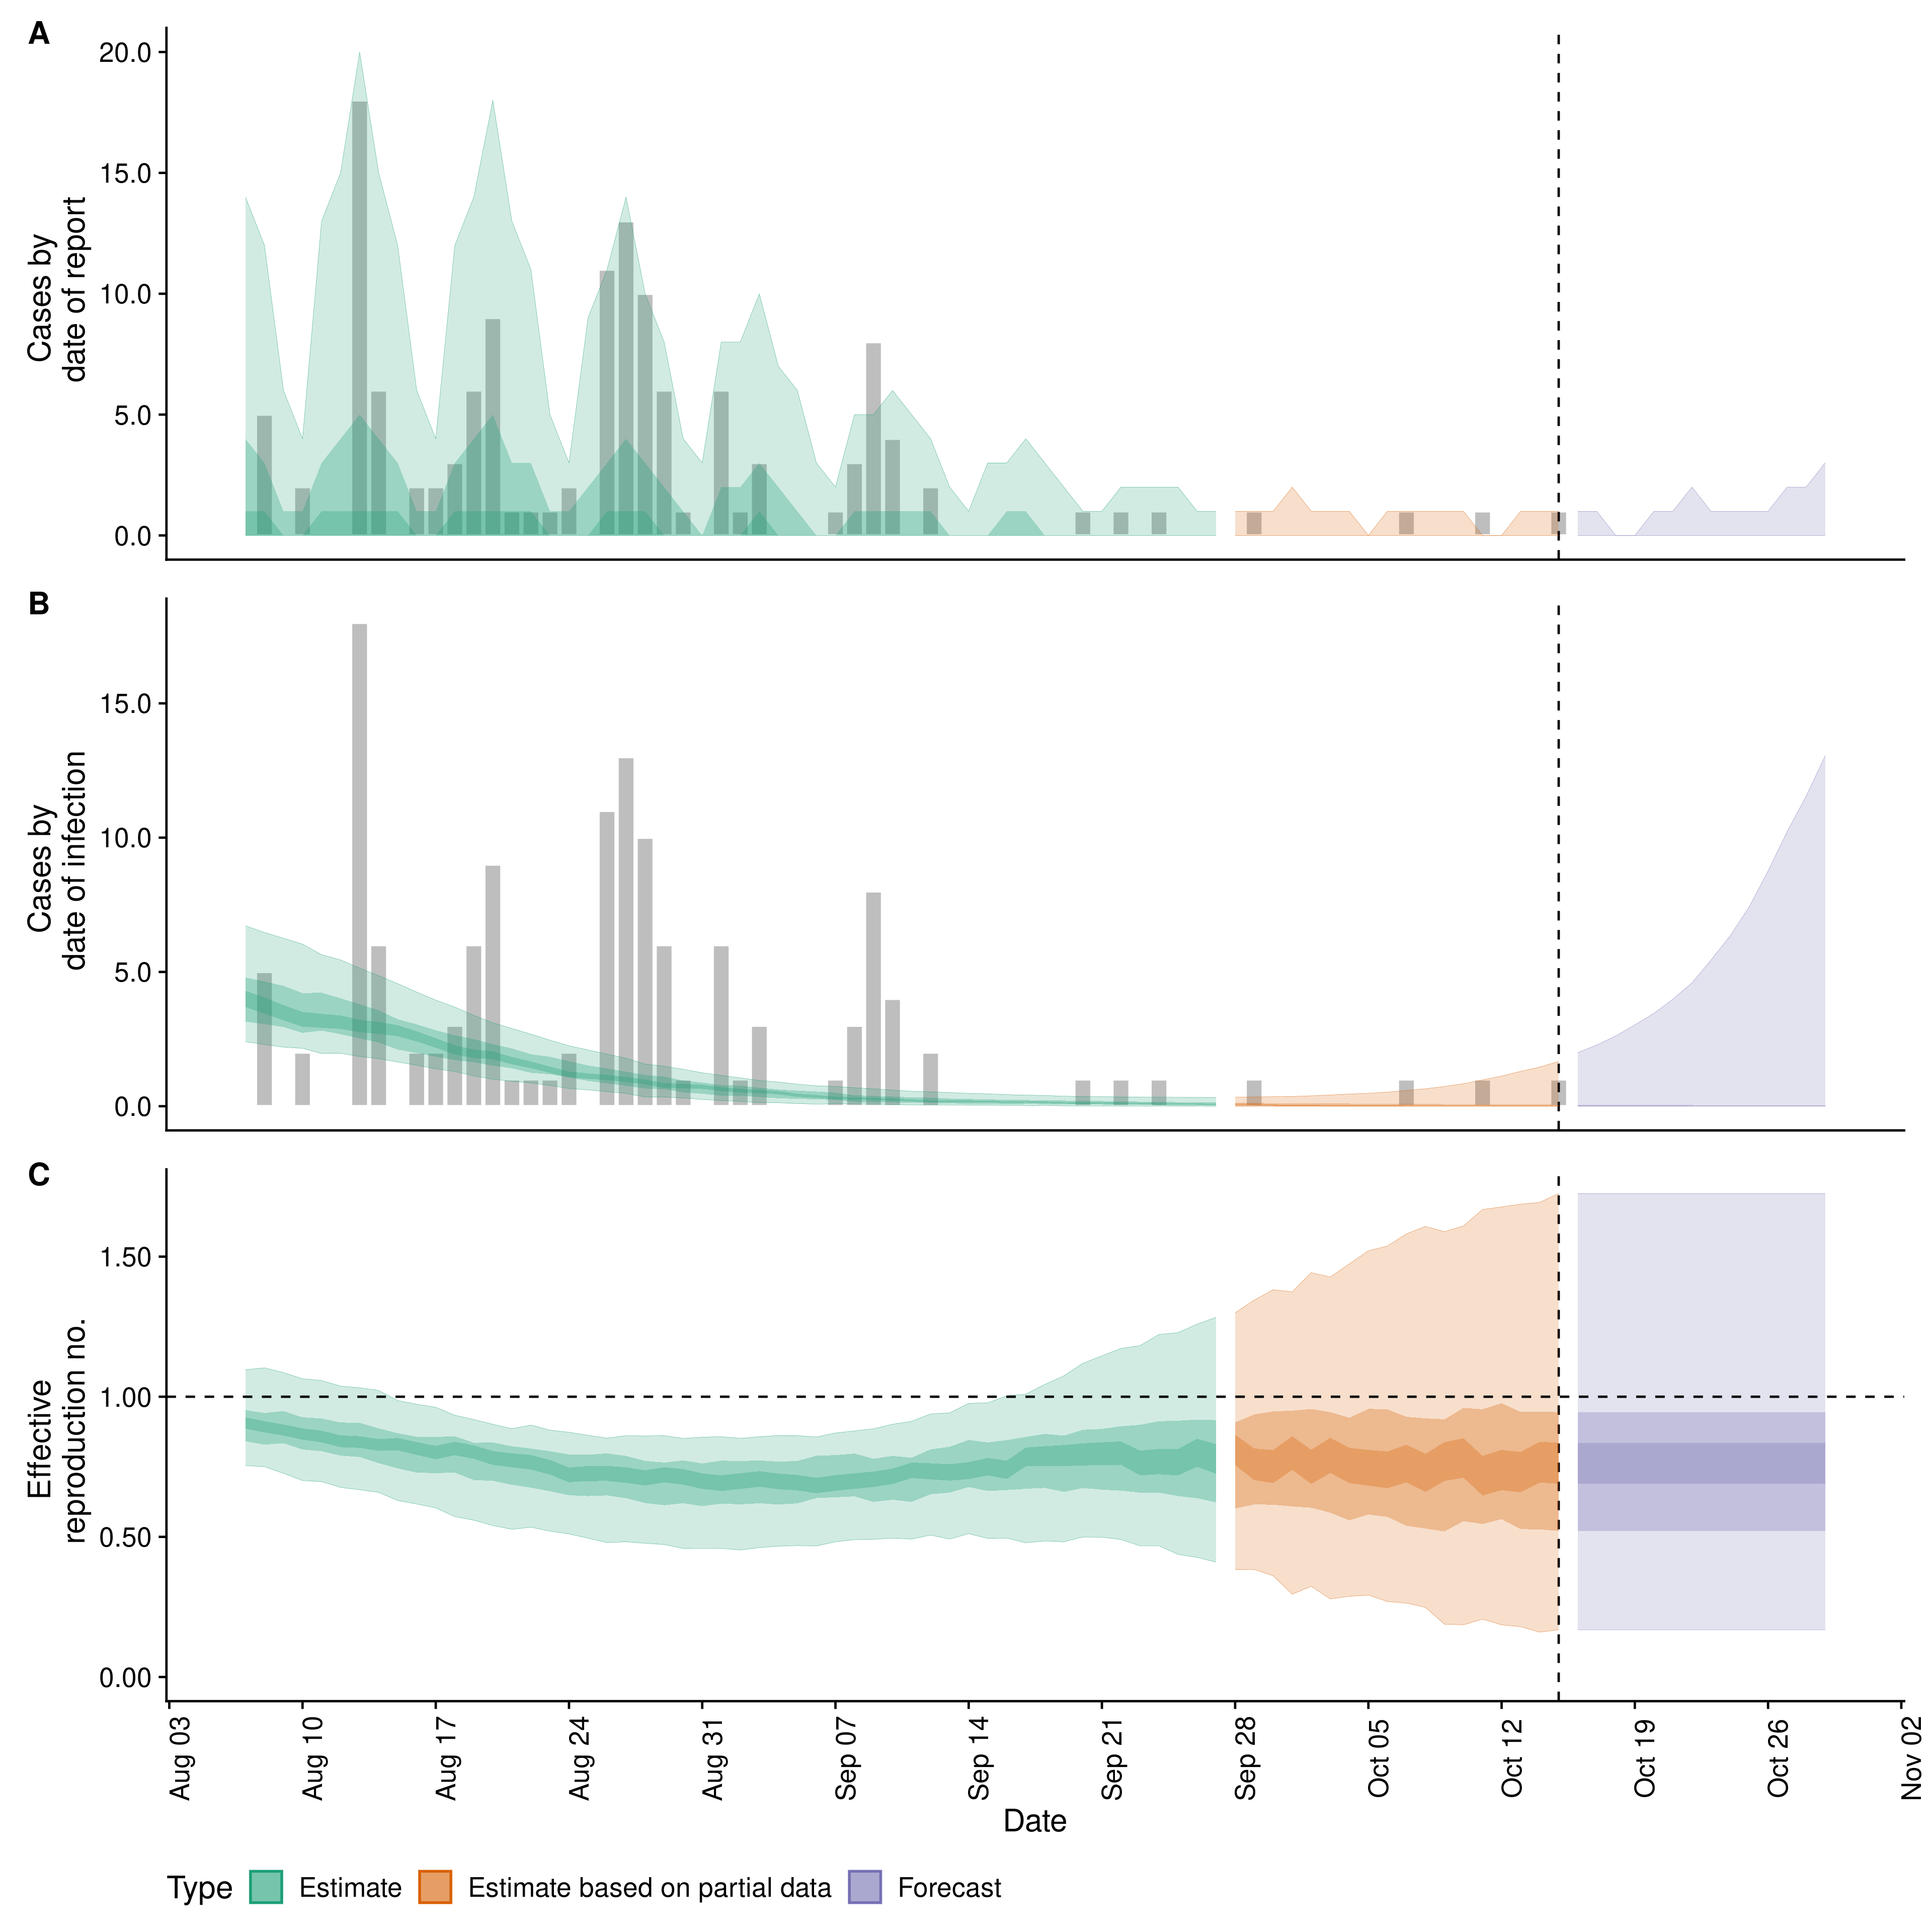 A
20.0
15.0
10.0
5.0
0.0
Cases by
date of report
B
15.0
10.0
5.0
0.0
Cases by
date of infection
C
1.50
1.00
0.50
0.00
Effective
reproduction no.
Aug 03
Aug 10
Aug 17
Aug 24
Aug 31
Sep 07
Sep 14
Sep 21
Sep 28
Oct 05
Oct 12
Oct 19
Oct 26
Nov 02
Date
Type Estimate Estimate based on partial data Forecast